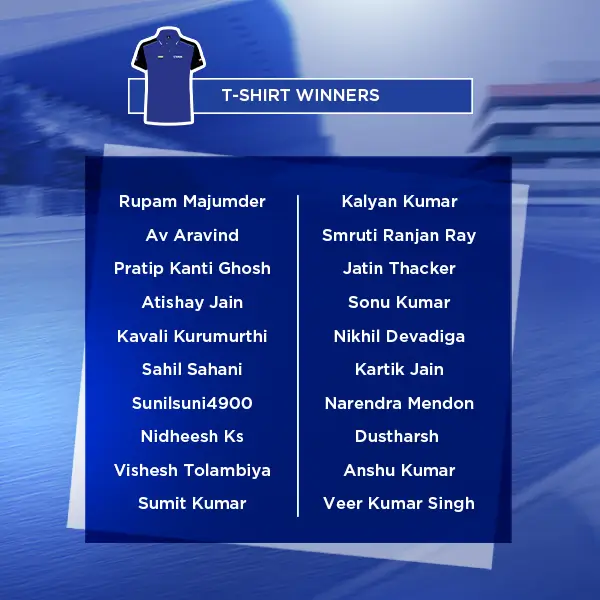 T-SHIRT WINNERS
Rupam Majumder
Av Aravind
Pratip Kanti Ghosh
Atishay Jain
Kavali Kurumurthi
Sahil Sahani
Sunilsuni4900
Nidheesh Ks
Vishesh Tolambiya
Sumit Kumar
Kalyan Kumar
Smruti Ranjan Ray
Jatin Thacker
Sonu Kumar
Nikhil Devadiga
Kartik Jain
Narendra Mendon
Dustharsh
Anshu Kumar
Veer Kumar Singh